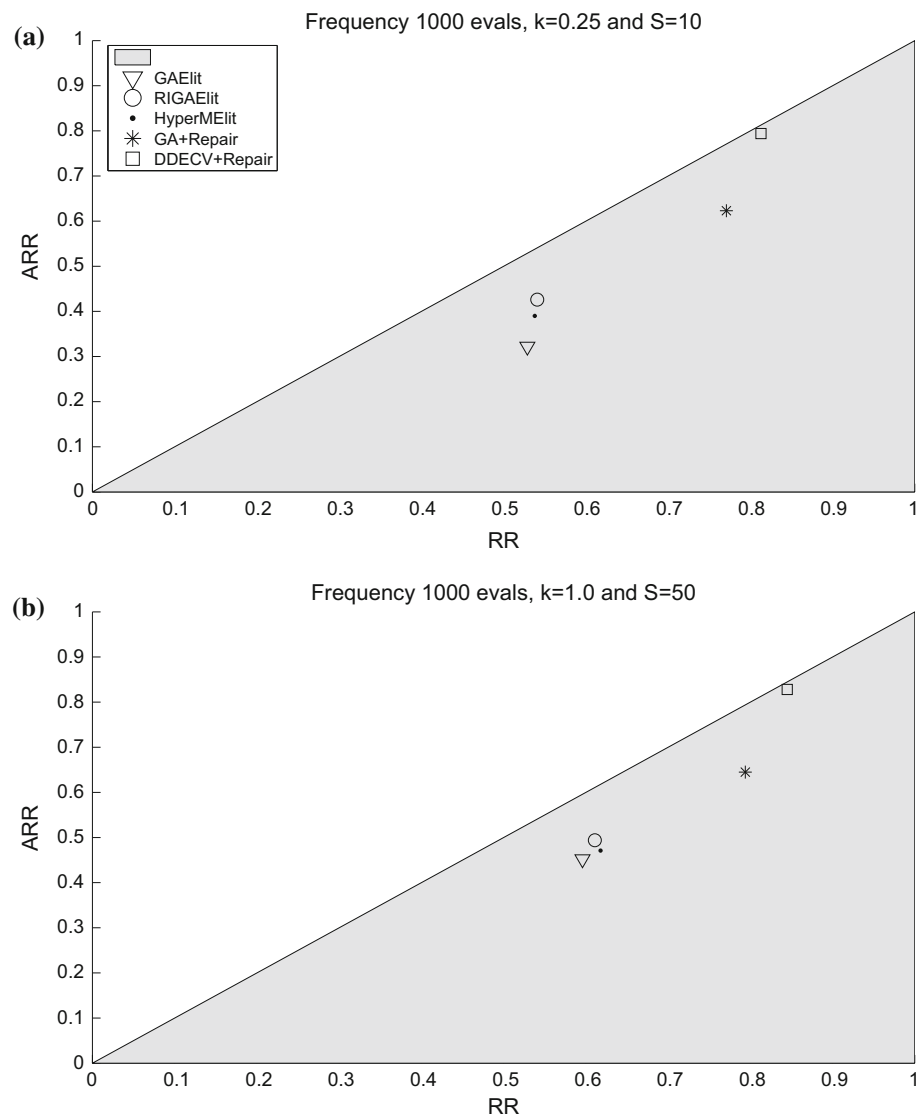 (a)
Frequency 1000 evals, k=0.25 and S=10
GAElit
RIGAElit
HyperMElit
GA+Repair
DDECV+Repair
1
0.9
0.8
0.7
0.6
0.5
0.4
0.3
0.2
0.1
0
ARR
0 0.1 0.2 0.3 0.4 0.5 0.6 0.7 0.8 0.9 1
RR
(b)
Frequency 1000 evals, k=1.0 and S=50
1
0.9
0.8
0.7
0.6
0.5
0.4
0.3
0.2
0.1
0
ARR
0 0.1 0.2 0.3 0.4 0.5 0.6 0.7 0.8 0.9 1
RR